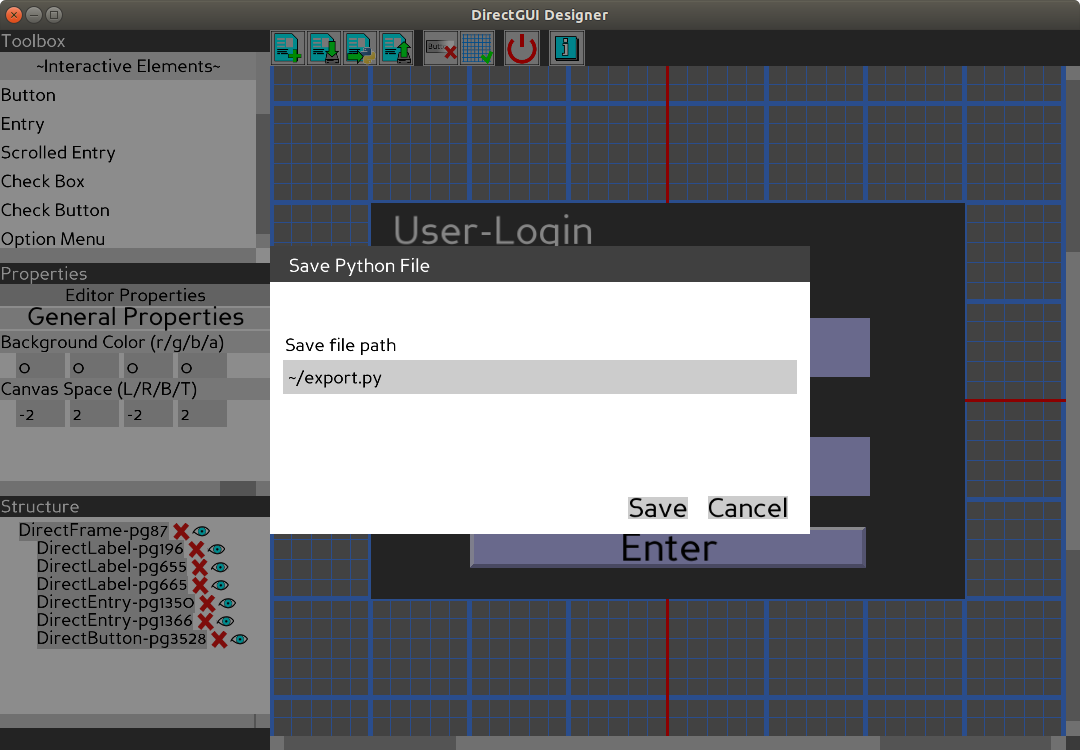 DirectGUI Designer
Toolbox
~Interactive Elements~
Button
Entry
Scrolled Entry
Check Box
Check Button
Option Menu
Properties
Editor Properties
General Properties
Background Color (r/g/b/a)
0 0 0 0
Canvas Space (L/R/B/T)
-2 2 -2 2
Structure
DirectFrame-pg87
DirectLabel-pg196
DirectLabel-pg655
DirectLabel-pg665
DirectEntry-pg1350
DirectEntry-pg1366
DirectButton-pg3528
User-Login
Save Python File
Save file path
~/export.py
Save Cancel
Enter